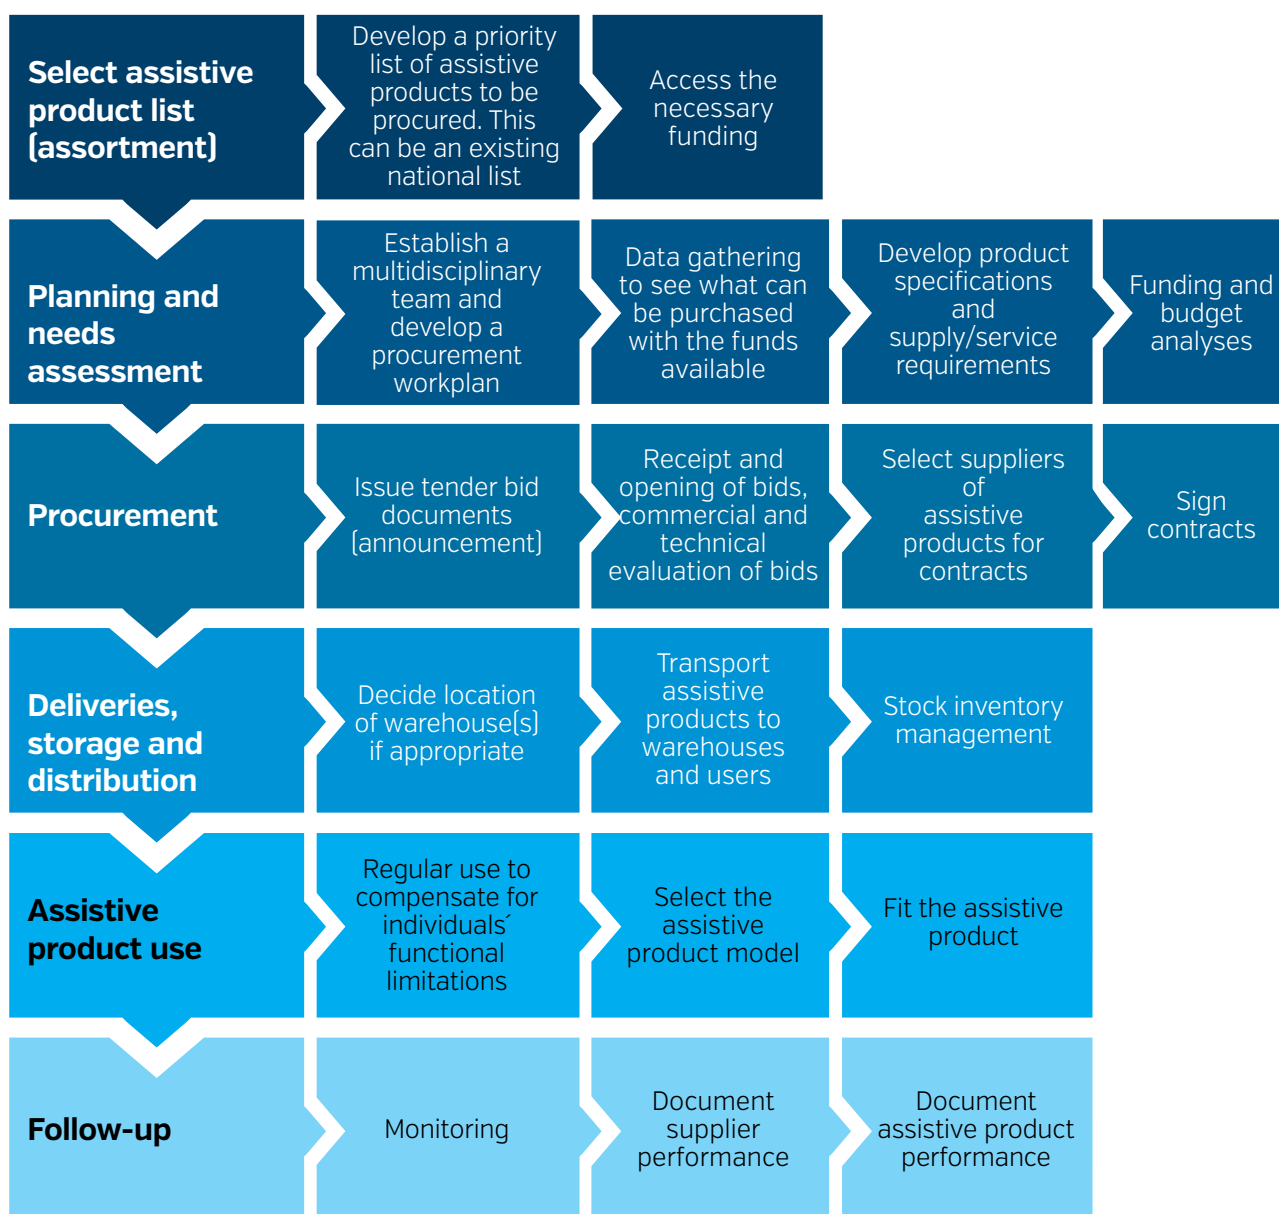 Select assistive
product list
(assortment)
Develop a priority
list of assistive
products to be
procured. This
can be an existing
national list
Access the
necessary
funding
Planning and
needs
assessment
Establish a
multidisciplinary
team and
develop a
procurement
workplan
Data gathering
to see what can
be purchased
with the funds
available
Develop product
specifications
and
supply/service
requirements
Funding and
budget
analyses
Procurement
Issue tender bid
documents
(announcement)
Receipt and
opening of bids,
commercial and
technical
evaluation of bids
Select suppliers
of
assistive
products for
contracts
Sign
contracts
Deliveries,
storage and
distribution
Decide location
of warehouse(s)
if appropriate
Transport
assistive
products to
warehouses
and users
Stock inventory
management
Assistive
product use
Regular use to
compensate for
individuals´
functional
limitations
Select the
assistive
product model
Fit the assistive
product
Follow-up
Monitoring
Document
supplier
performance
Document
assistive product
performance